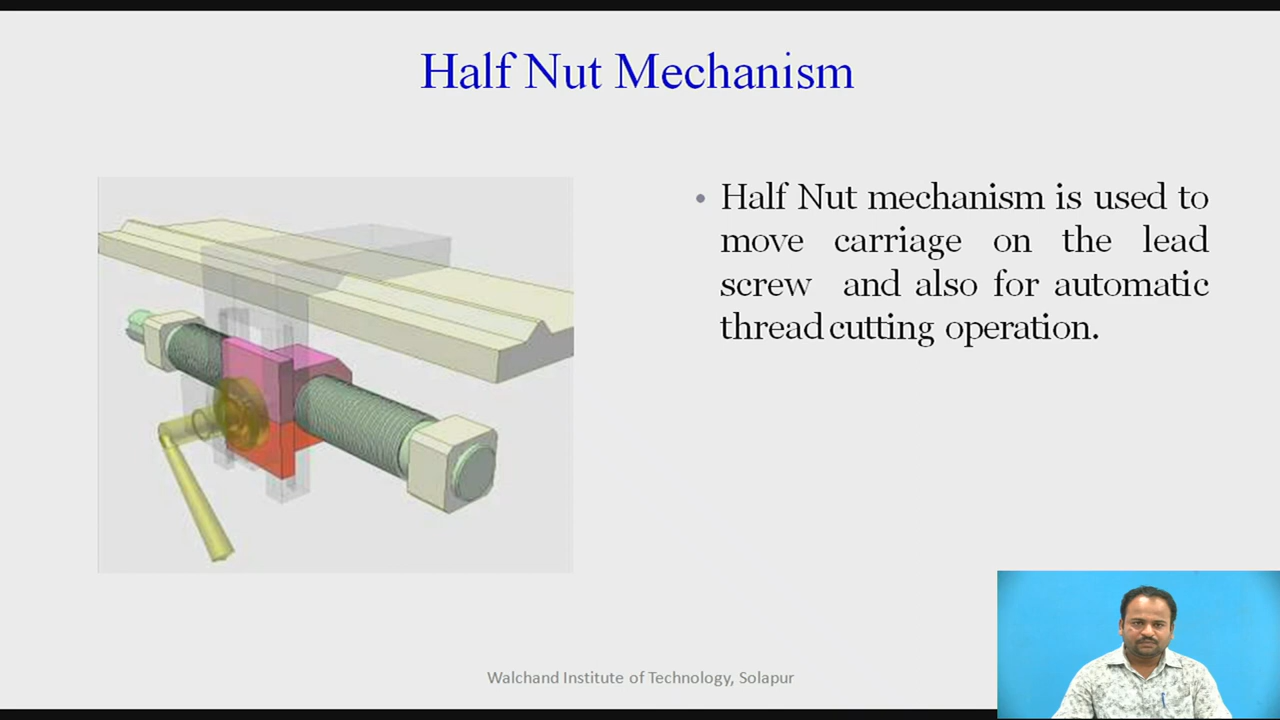 Half Nut Mechanism
• Half Nut mechanism is used to
move carriage on the lead
screw and also for automatic
thread cutting operation.
Walchand Institute of Technology, Solapur